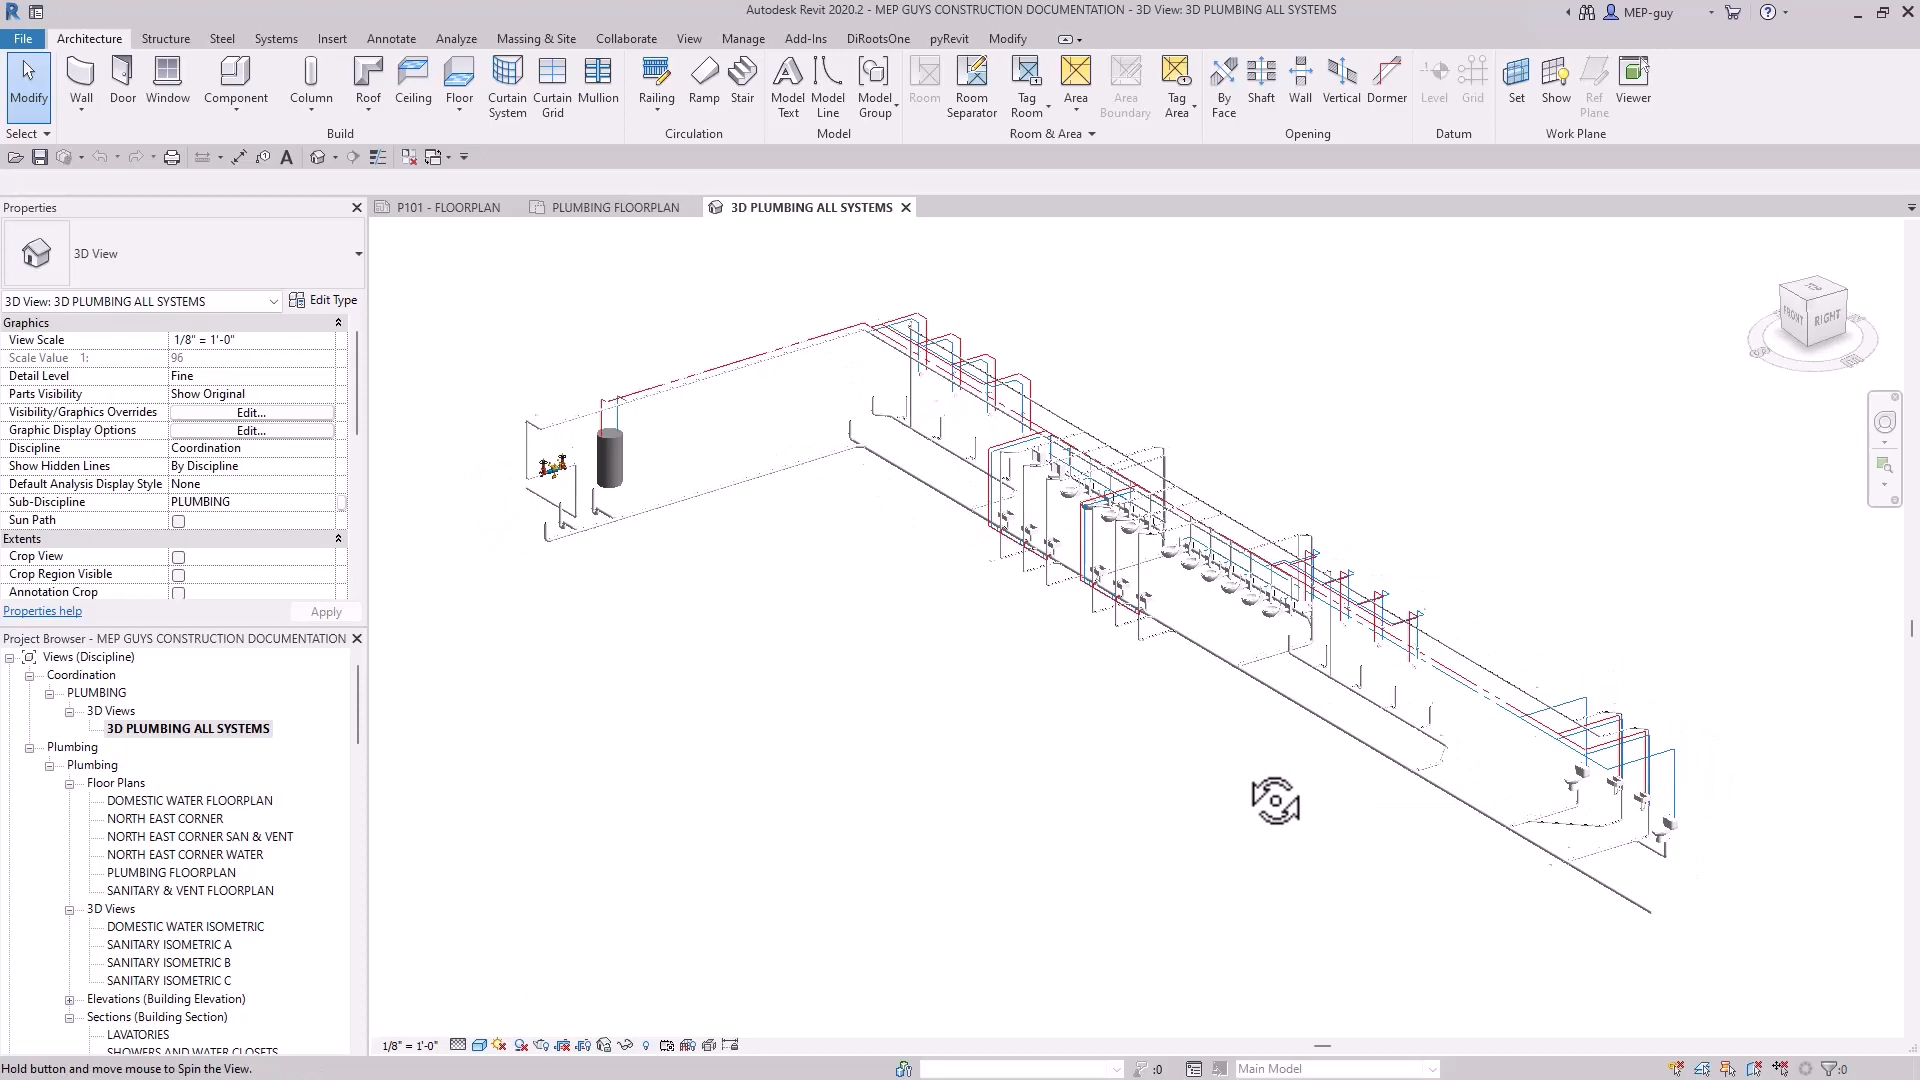 Autodesk Revit 2020.2 - MEP GUYS CONSTRUCTION DOCUMENTATION - 3D View: 3D PLUMBING ALL SYSTEMS
MEP-guy
File Architecture Structure Steel Systems Insert Annotate Analyze Massing & Site Collaborate View Manage Add-Ins DiRootsOne pyRevit Modify
Modify Wall Door Window Component Column Roof Ceiling Floor Curtain System Curtain Grid Mullion Railing Ramp Stair Model Text Model Line Model Group Room Room Separator Tag Room Area Area Boundary Tag Area By Face Shaft Wall Vertical Dormer Level Grid Set Show Ref Plane Viewer
Select Build Circulation Model Room & Area Opening Datum Work Plane
Properties
P101 - FLOORPLAN PLUMBING FLOORPLAN 3D PLUMBING ALL SYSTEMS
3D View
3D View: 3D PLUMBING ALL SYSTEMS Edit Type
Graphics
View Scale 1/8" = 1'-0"
Scale Value 1: 96
Detail Level Fine
Parts Visibility Show Original
Visibility/Graphics Overrides Edit...
Graphic Display Options Edit...
Discipline Coordination
Show Hidden Lines By Discipline
Default Analysis Display Style None
Sub-Discipline PLUMBING
Sun Path
Extents
Crop View
Crop Region Visible
Annotation Crop
Properties help Apply
Project Browser - MEP GUYS CONSTRUCTION DOCUMENTATION
Views (Discipline)
Coordination
PLUMBING
3D Views
3D PLUMBING ALL SYSTEMS
Plumbing
Plumbing
Floor Plans
DOMESTIC WATER FLOORPLAN
NORTH EAST CORNER
NORTH EAST CORNER SAN & VENT
NORTH EAST CORNER WATER
PLUMBING FLOORPLAN
SANITARY & VENT FLOORPLAN
3D Views
DOMESTIC WATER ISOMETRIC
SANITARY ISOMETRIC A
SANITARY ISOMETRIC B
SANITARY ISOMETRIC C
Elevations (Building Elevation)
Sections (Building Section)
LAVATORIES
SHOWERS AND WATER CLOSETS
TOP
FRONT RIGHT
1/8" = 1'-0"
Hold button and move mouse to Spin the View.
:0
Main Model
:0